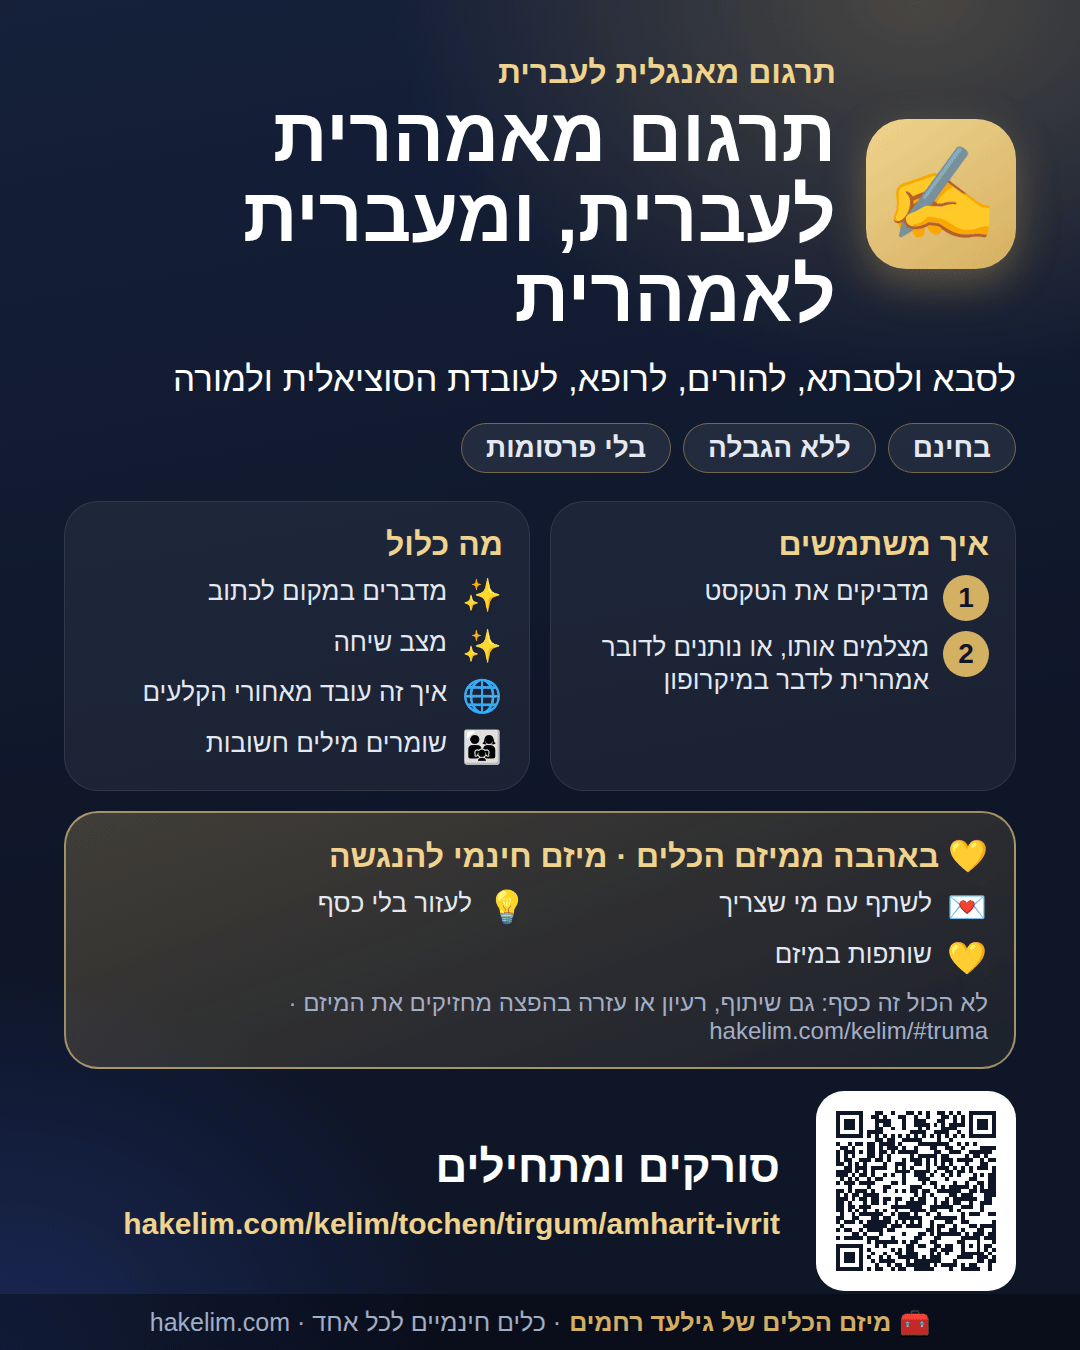 תרגום מאנגלית לעברית
תרגום מאמהרית
לעברית, ומעברית
לאמהרית
לסבא ולסבתא, להורים, לרופא, לעובדת הסוציאלית ולמורה
בחינם
ללא הגבלה
בלי פרסומות
איך משתמשים
1 מדביקים את הטקסט
2 מצלמים אותו, או נותנים לדובר
אמהרית לדבר במיקרופון
מה כלול
מדברים במקום לכתוב
מצב שיחה
איך זה עובד מאחורי הקלעים
שומרים מילים חשובות
באהבה ממיזם הכלים · מיזם חינמי להנגשה
לשתף עם מי שצריך
לעזור בלי כסף
שותפות במיזם
לא הכול זה כסף: גם שיתוף, רעיון או עזרה בהפצה מחזיקים את המיזם ·
hakelim.com/kelim/#truma
סורקים ומתחילים
hakelim.com/kelim/tochen/tirgum/amharit-ivrit
מיזם הכלים של גילעד רחמים · כלים חינמיים לכל אחד · hakelim.com